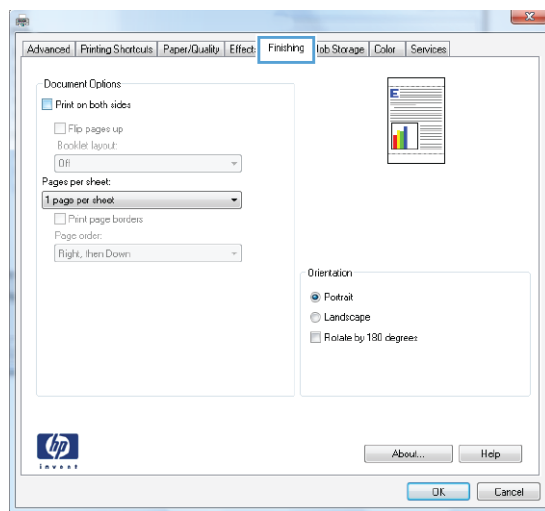 Advanced Printing Shortcuts Paper/Quality Effects Finishing Job Storage Color Services
Document Options
Print on both sides
Flip pages up
Booklet layout:
Off
Pages per sheet:
1 page per sheet
Print page borders
Page order:
Right, then Down
E
Orientation
Portrait
Landscape
Rotate by 180 degrees
hp
invent
About... Help
OK Cancel